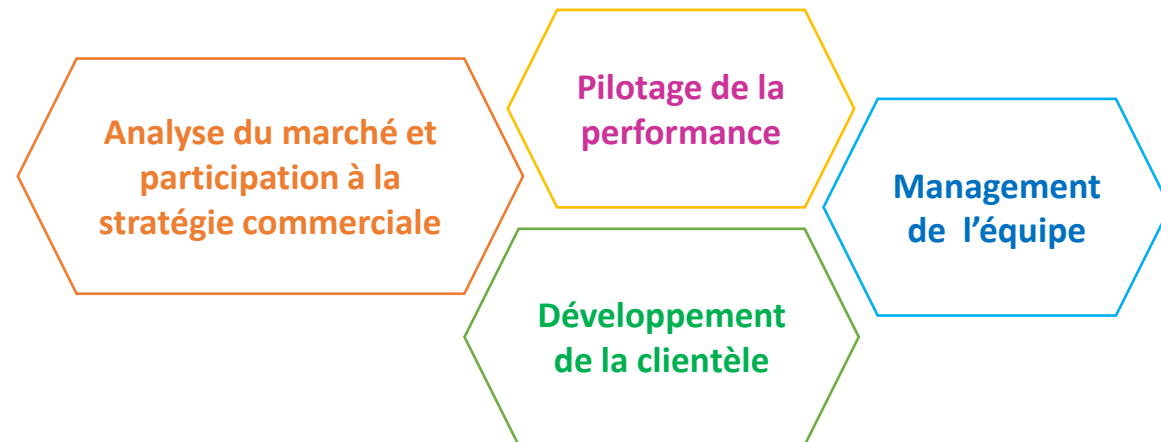 Analyse du marché et
participation à la
stratégie commerciale
Pilotage de la
performance
Management
de l’équipe
Développement
de la clientèle